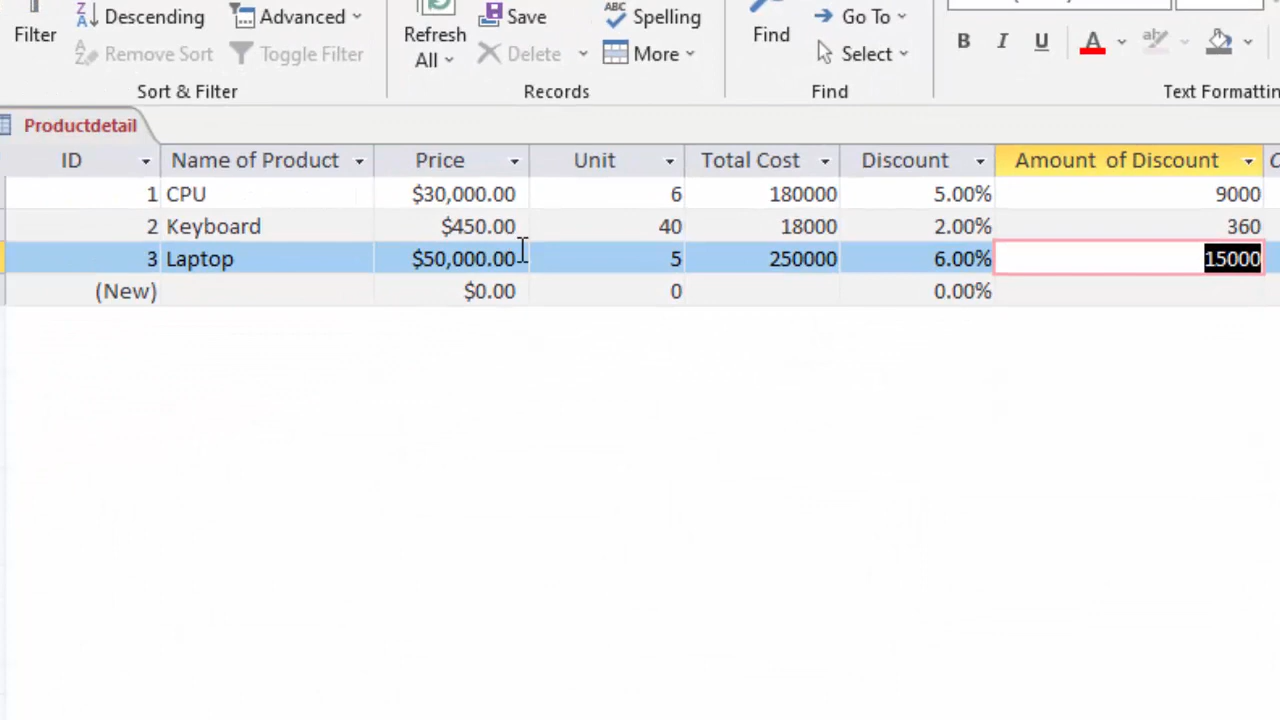 Filter
Descending
Advanced
Remove Sort
Toggle Filter
Sort & Filter
Refresh
All
Save
Delete
Spelling
More
Records
Find
Go To
Select
Find
B I U A
Text Formattin
Productdetail
ID Name of Product Price Unit Total Cost Discount Amount of Discount
1 CPU $30,000.00 6 180000 5.00% 9000
2 Keyboard $450.00 40 18000 2.00% 360
3 Laptop $50,000.00 5 250000 6.00% 15000
(New) $0.00 0 0.00%